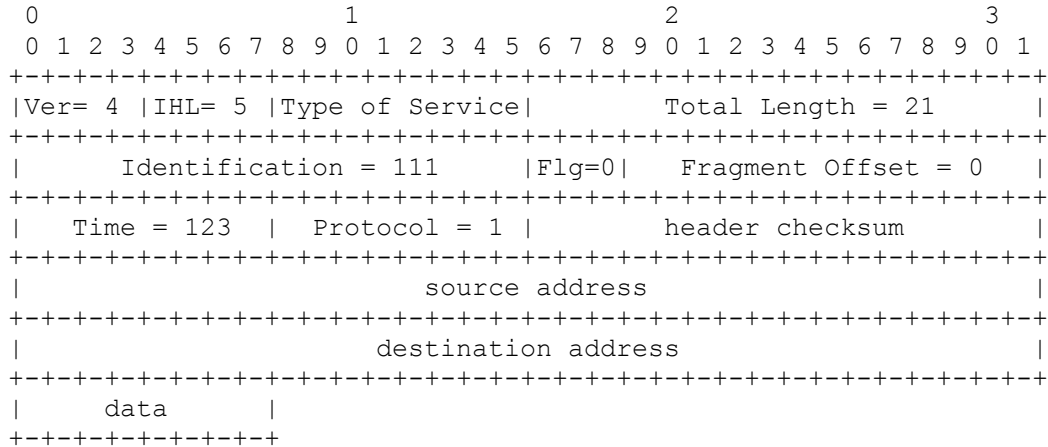 0                   1                   2                   3
 0 1 2 3 4 5 6 7 8 9 0 1 2 3 4 5 6 7 8 9 0 1 2 3 4 5 6 7 8 9 0 1
+-+-+-+-+-+-+-+-+-+-+-+-+-+-+-+-+-+-+-+-+-+-+-+-+-+-+-+-+-+-+-+-+
|Ver= 4 |IHL= 5 |Type of Service|        Total Length = 21      |
+-+-+-+-+-+-+-+-+-+-+-+-+-+-+-+-+-+-+-+-+-+-+-+-+-+-+-+-+-+-+-+-+
|      Identification = 111     |Flg=0|   Fragment Offset = 0   |
+-+-+-+-+-+-+-+-+-+-+-+-+-+-+-+-+-+-+-+-+-+-+-+-+-+-+-+-+-+-+-+-+
|   Time = 123  |  Protocol = 1 |        header checksum        |
+-+-+-+-+-+-+-+-+-+-+-+-+-+-+-+-+-+-+-+-+-+-+-+-+-+-+-+-+-+-+-+-+
|                         source address                        |
+-+-+-+-+-+-+-+-+-+-+-+-+-+-+-+-+-+-+-+-+-+-+-+-+-+-+-+-+-+-+-+-+
|                      destination address                      |
+-+-+-+-+-+-+-+-+-+-+-+-+-+-+-+-+-+-+-+-+-+-+-+-+-+-+-+-+-+-+-+-+
|     data      |
+-+-+-+-+-+-+-+-+